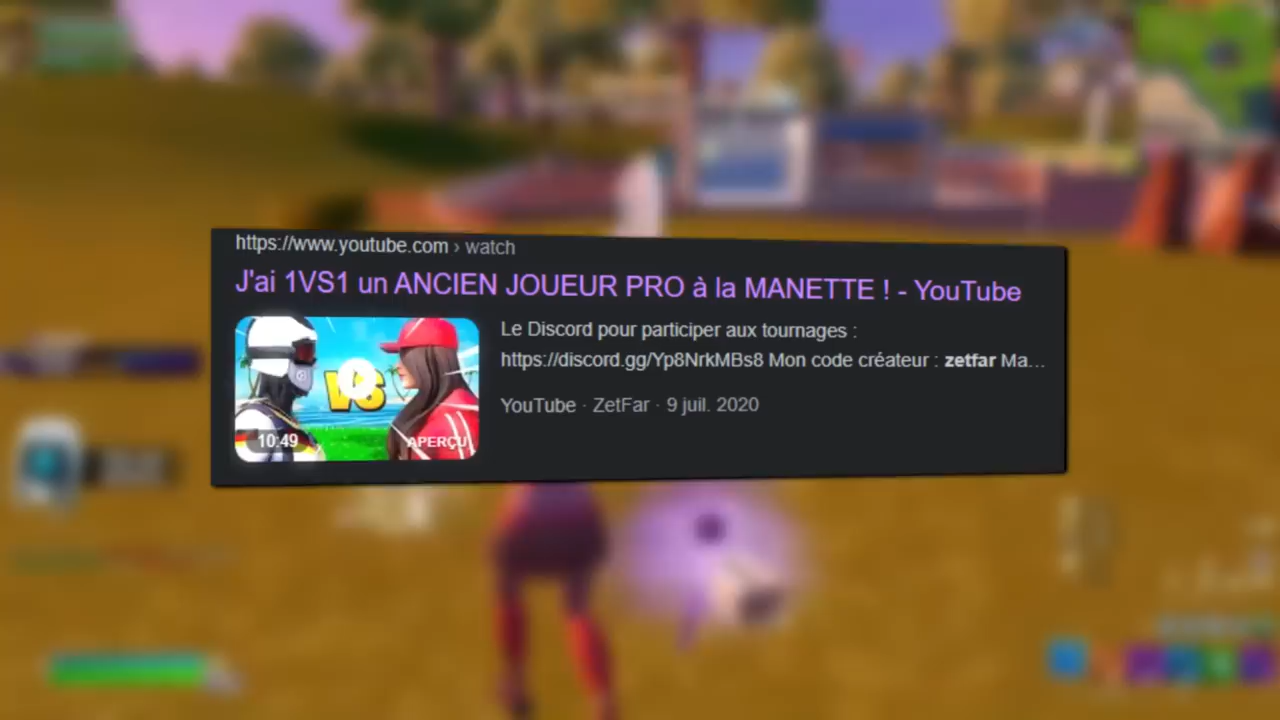 https://www.youtube.com › watch
J'ai 1VS1 un ANCIEN JOUEUR PRO à la MANETTE ! - YouTube
Le Discord pour participer aux tournages :
https://discord.gg/Yp8NrkMBs8 Mon code créateur : zetfar Ma...
YouTube · ZetFar · 9 juil. 2020
VS
10:49
APERÇU